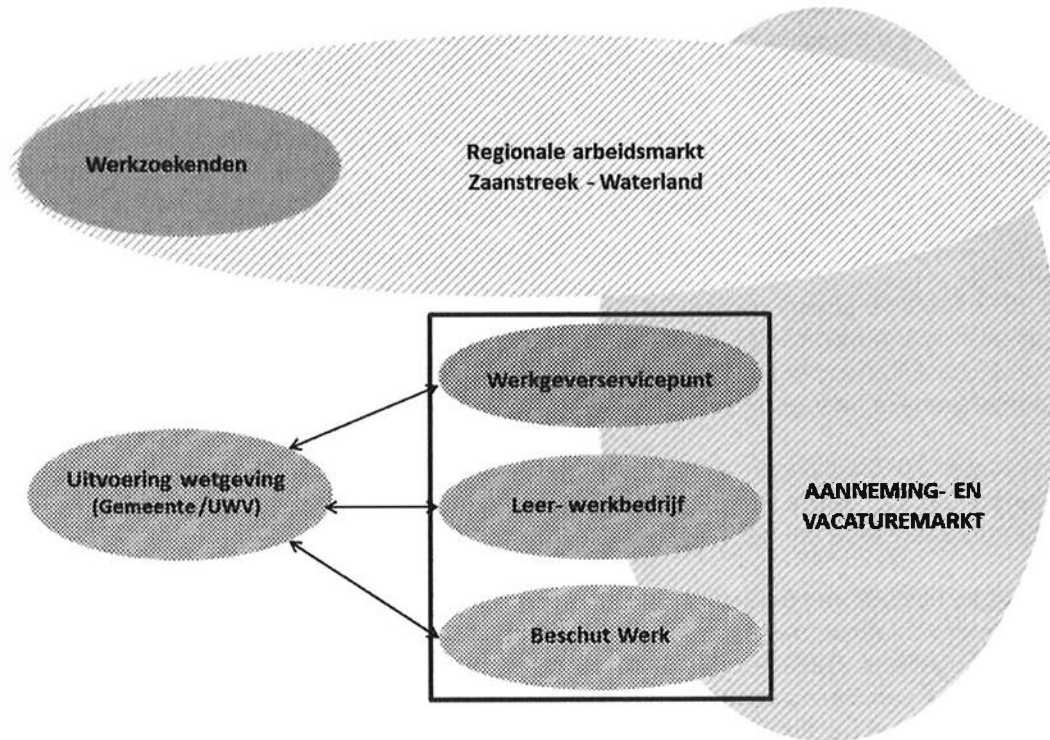 Werkzoekenden
Regionale arbeidsmarkt
Zaanstreek - Waterland
Werkgeverservicepunt
Uitvoering wetgeving
(Gemeente/UWV)
Leer- werkbedrijf
AANNEMING- EN
VACATUREMARKT
Beschut Werk